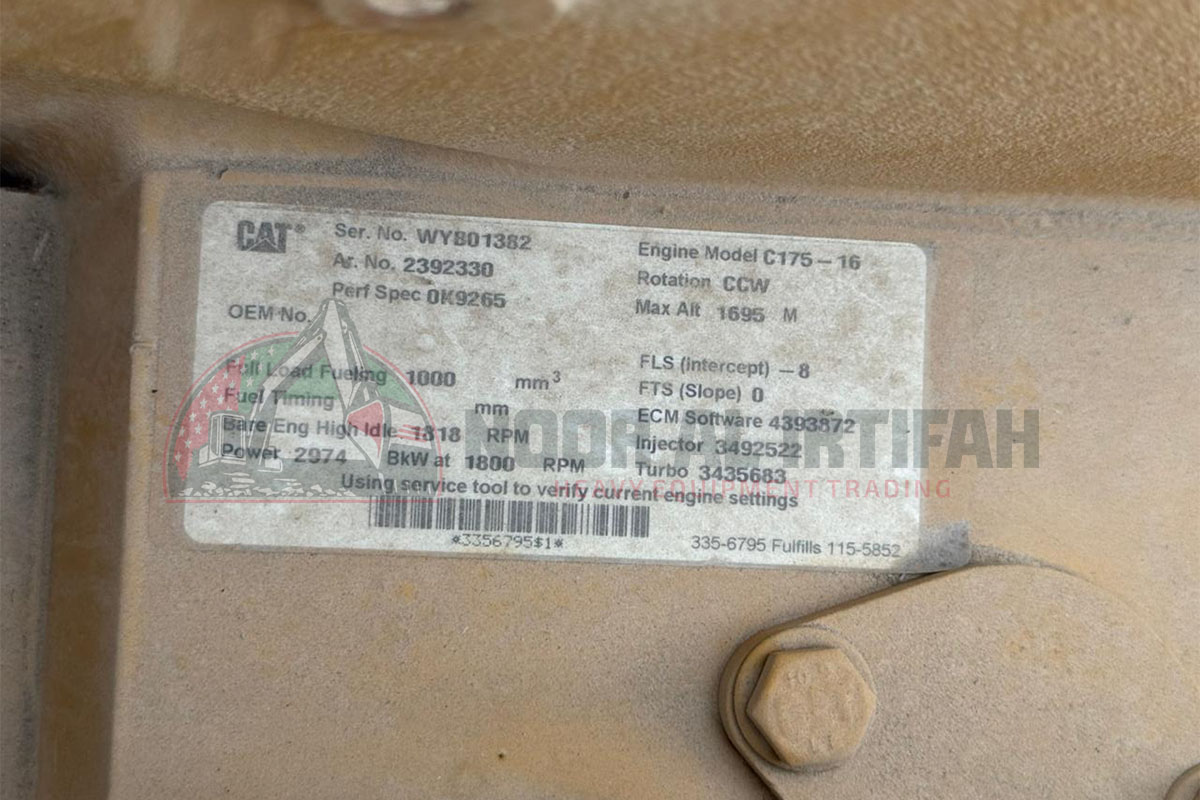 CAT®
Ser. No. WYB01382
Ar. No. 2392330
Perf Spec 0K9265
OEM No.
Full Load Fueling 1000 mm³
Fuel Timing mm
Bare Eng High Idle 1818 RPM
Power 2074 BkW at 1800 RPM
Engine Model C175-16
Rotation CCW
Max Alt 1695 M
FLS (Intercept) -8
FTS (Slope) 0
ECM Software 4393872
Injector 3492522
Turbo 3435683
Using service tool to verify current engine settings
*3356795$1*
335-6795 Fulfills 115-5852
NOOR AL ARTIFAH
HEAVY EQUIPMENT TRADING